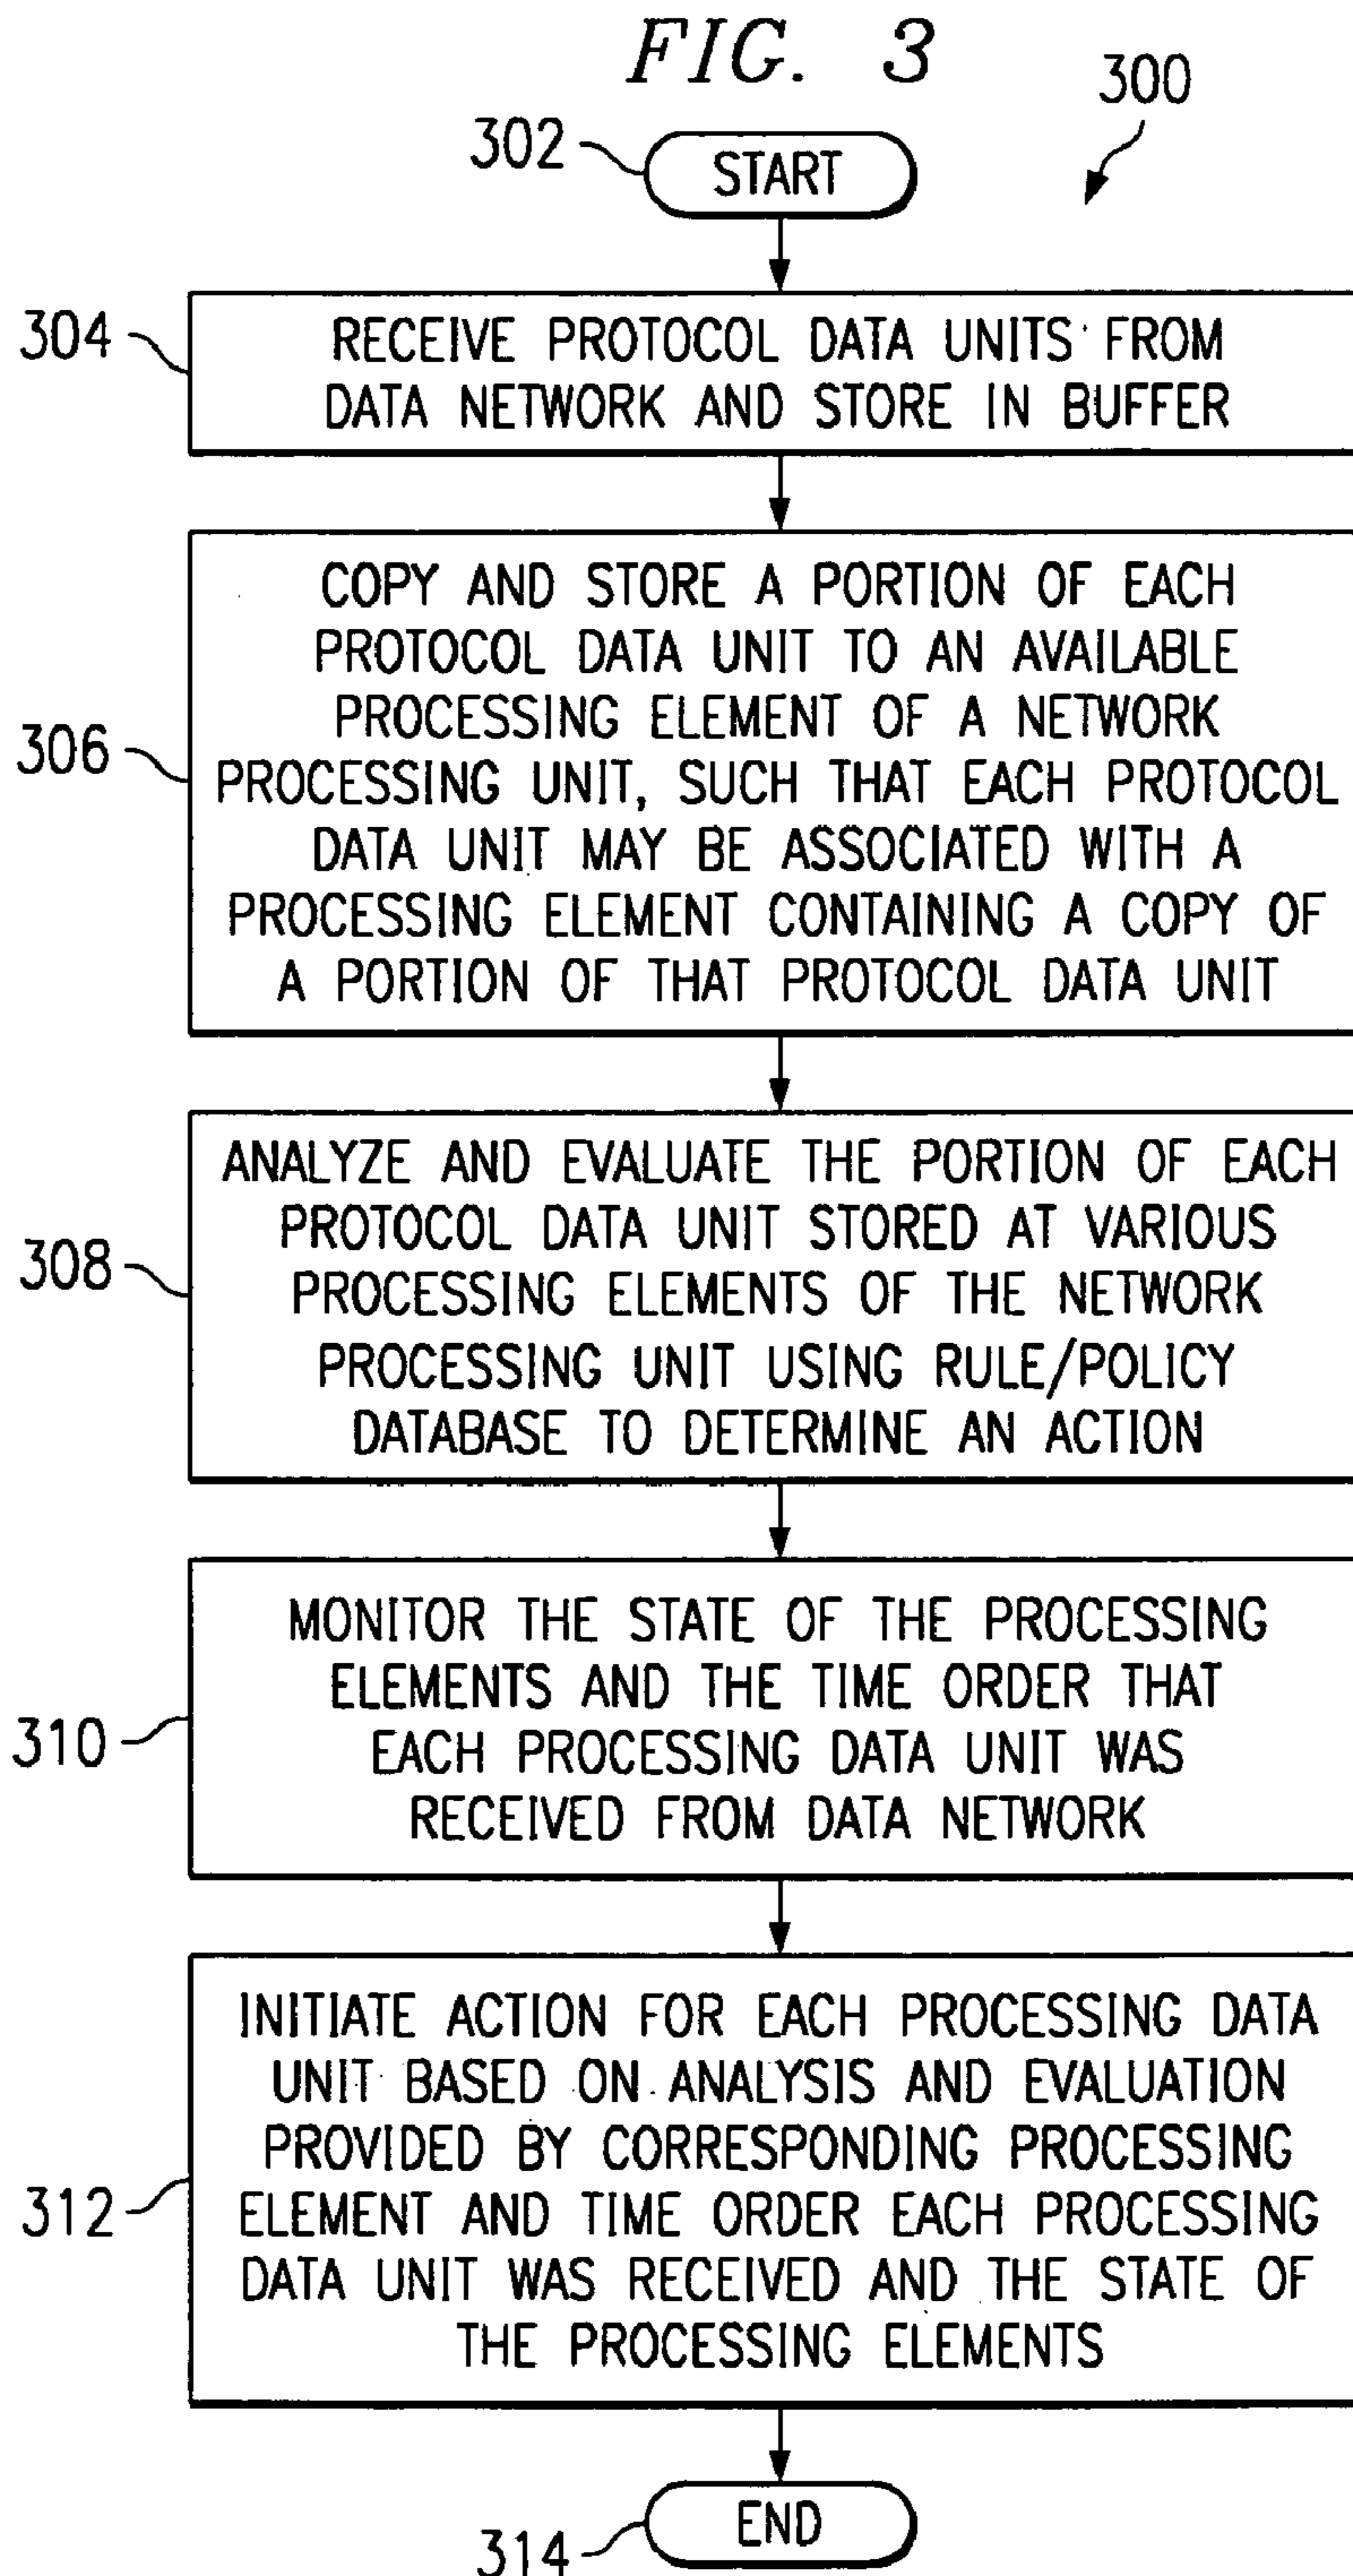 FIG. 3
300
302
START
304
RECEIVE PROTOCOL DATA UNITS FROM
DATA NETWORK AND STORE IN BUFFER
306
COPY AND STORE A PORTION OF EACH
PROTOCOL DATA UNIT TO AN AVAILABLE
PROCESSING ELEMENT OF A NETWORK
PROCESSING UNIT, SUCH THAT EACH PROTOCOL
DATA UNIT MAY BE ASSOCIATED WITH A
PROCESSING ELEMENT CONTAINING A COPY OF
A PORTION OF THAT PROTOCOL DATA UNIT
308
ANALYZE AND EVALUATE THE PORTION OF EACH
PROTOCOL DATA UNIT STORED AT VARIOUS
PROCESSING ELEMENTS OF THE NETWORK
PROCESSING UNIT USING RULE/POLICY
DATABASE TO DETERMINE AN ACTION
310
MONITOR THE STATE OF THE PROCESSING
ELEMENTS AND THE TIME ORDER THAT
EACH PROCESSING DATA UNIT WAS
RECEIVED FROM DATA NETWORK
312
INITIATE ACTION FOR EACH PROCESSING DATA
UNIT BASED ON ANALYSIS AND EVALUATION
PROVIDED BY CORRESPONDING PROCESSING
ELEMENT AND TIME ORDER EACH PROCESSING
DATA UNIT WAS RECEIVED AND THE STATE OF
THE PROCESSING ELEMENTS
314
END